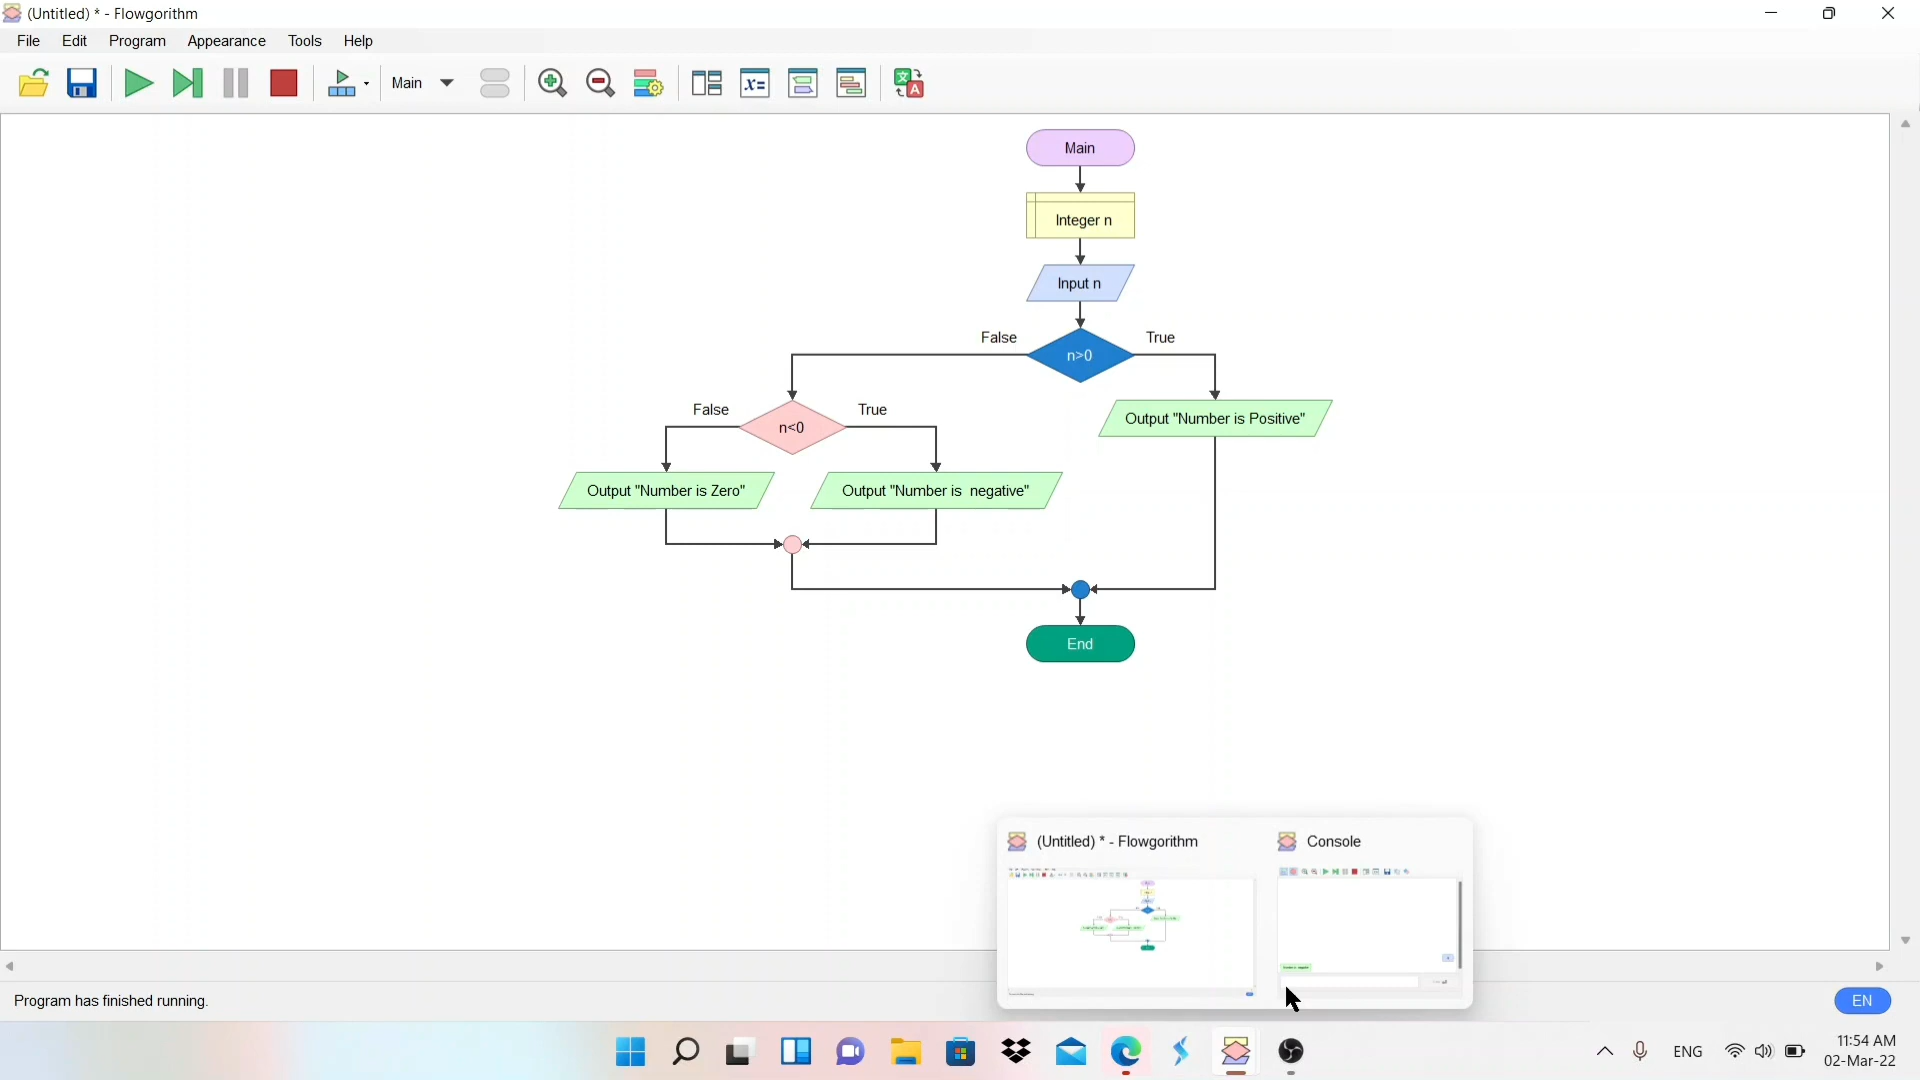 (Untitled) * - Flowgorithm
File Edit Program Appearance Tools Help
Main
Main
Integer n
Input n
False True
n>0
False True
n<0
Output "Number is Positive"
Output "Number is Zero" Output "Number is  negative"
End
(Untitled) * - Flowgorithm Console
Program has finished running.
EN
ENG
11:54 AM
02-Mar-22